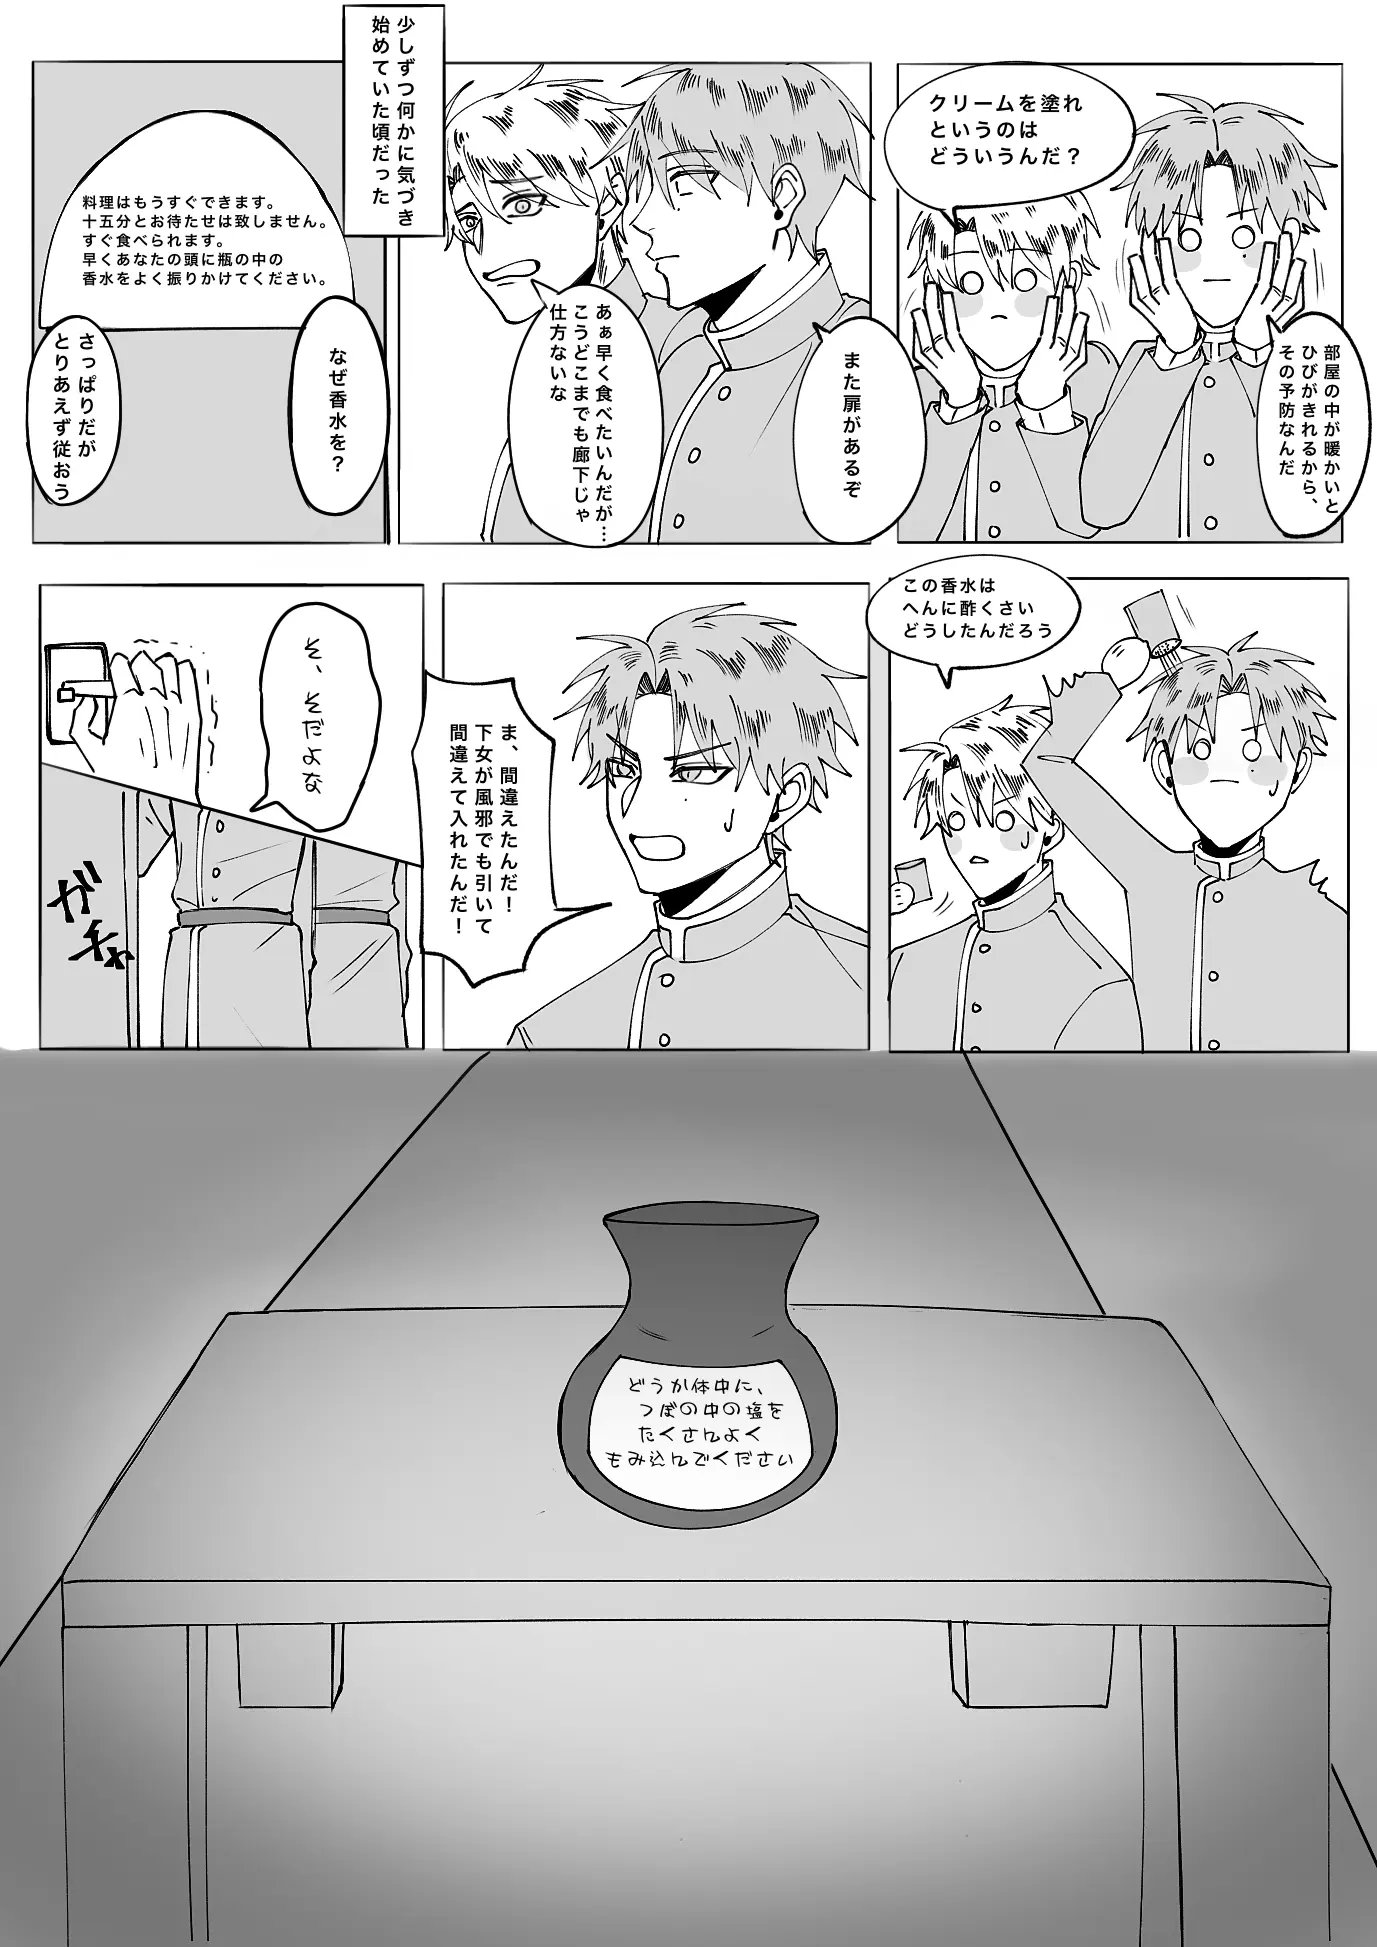 クリームを塗れ
というのは
どういうんだ？
部屋の中が暖かいと
ひびがきれるから、
その予防なんだ
また扉があるぞ
あぁ早く食べたいんだが…
こうどこまでも廊下じゃ
仕方ないな
少しずつ何かに気づき
始めていた頃だった
料理はもうすぐできます。
十五分とお待たせは致しません。
すぐ食べられます。
早くあなたの頭に瓶の中の
香水をよく振りかけてください。
なぜ香水を？
さっぱりだが
とりあえず従おう
この香水は
へんに酢くさい
どうしたんだろう
ま、間違えたんだ！
下女が風邪でも引いて
間違えて入れたんだ！
そ、そだよな
ガチャ
どうか体中に、
つぼの中の塩を
たくさんよく
もみ込んでください